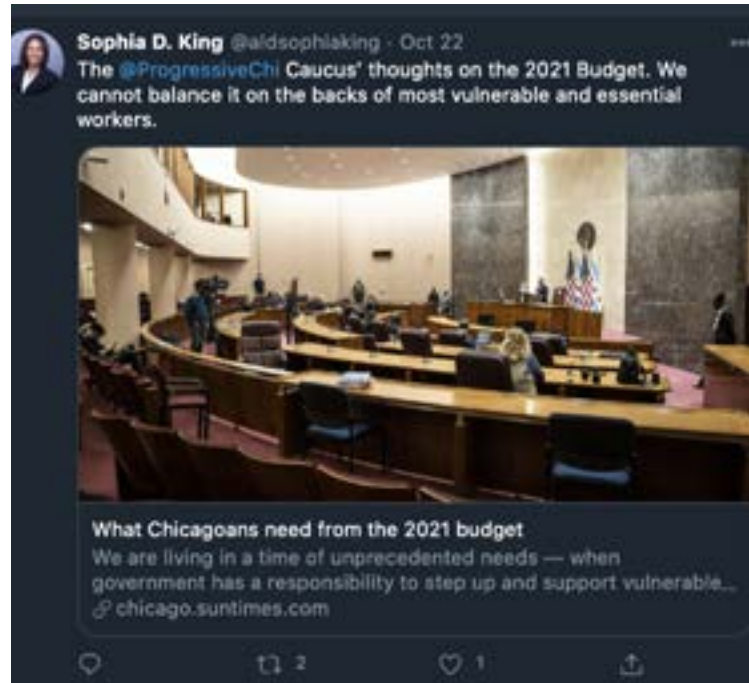 Sophia D. King @aldsophiaking · Oct 22
The @ProgressiveChi Caucus' thoughts on the 2021 Budget. We
cannot balance it on the backs of most vulnerable and essential
workers.
What Chicagoans need from the 2021 budget
We are living in a time of unprecedented needs — when
government has a responsibility to step up and support vulnerable...
chicago.suntimes.com
2 1